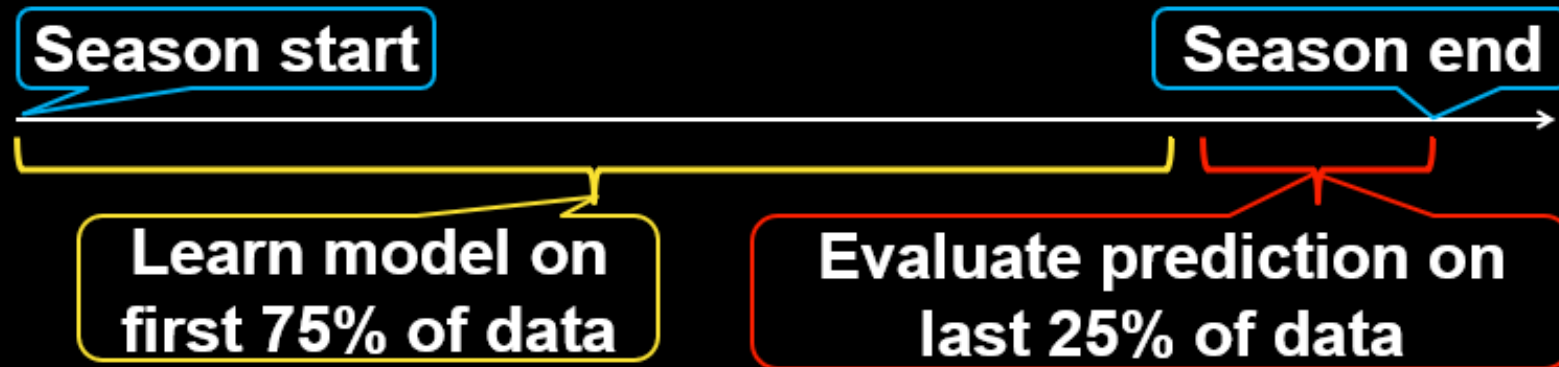 Season start
Season end
Learn model on
first 75% of data
Evaluate prediction on
last 25% of data